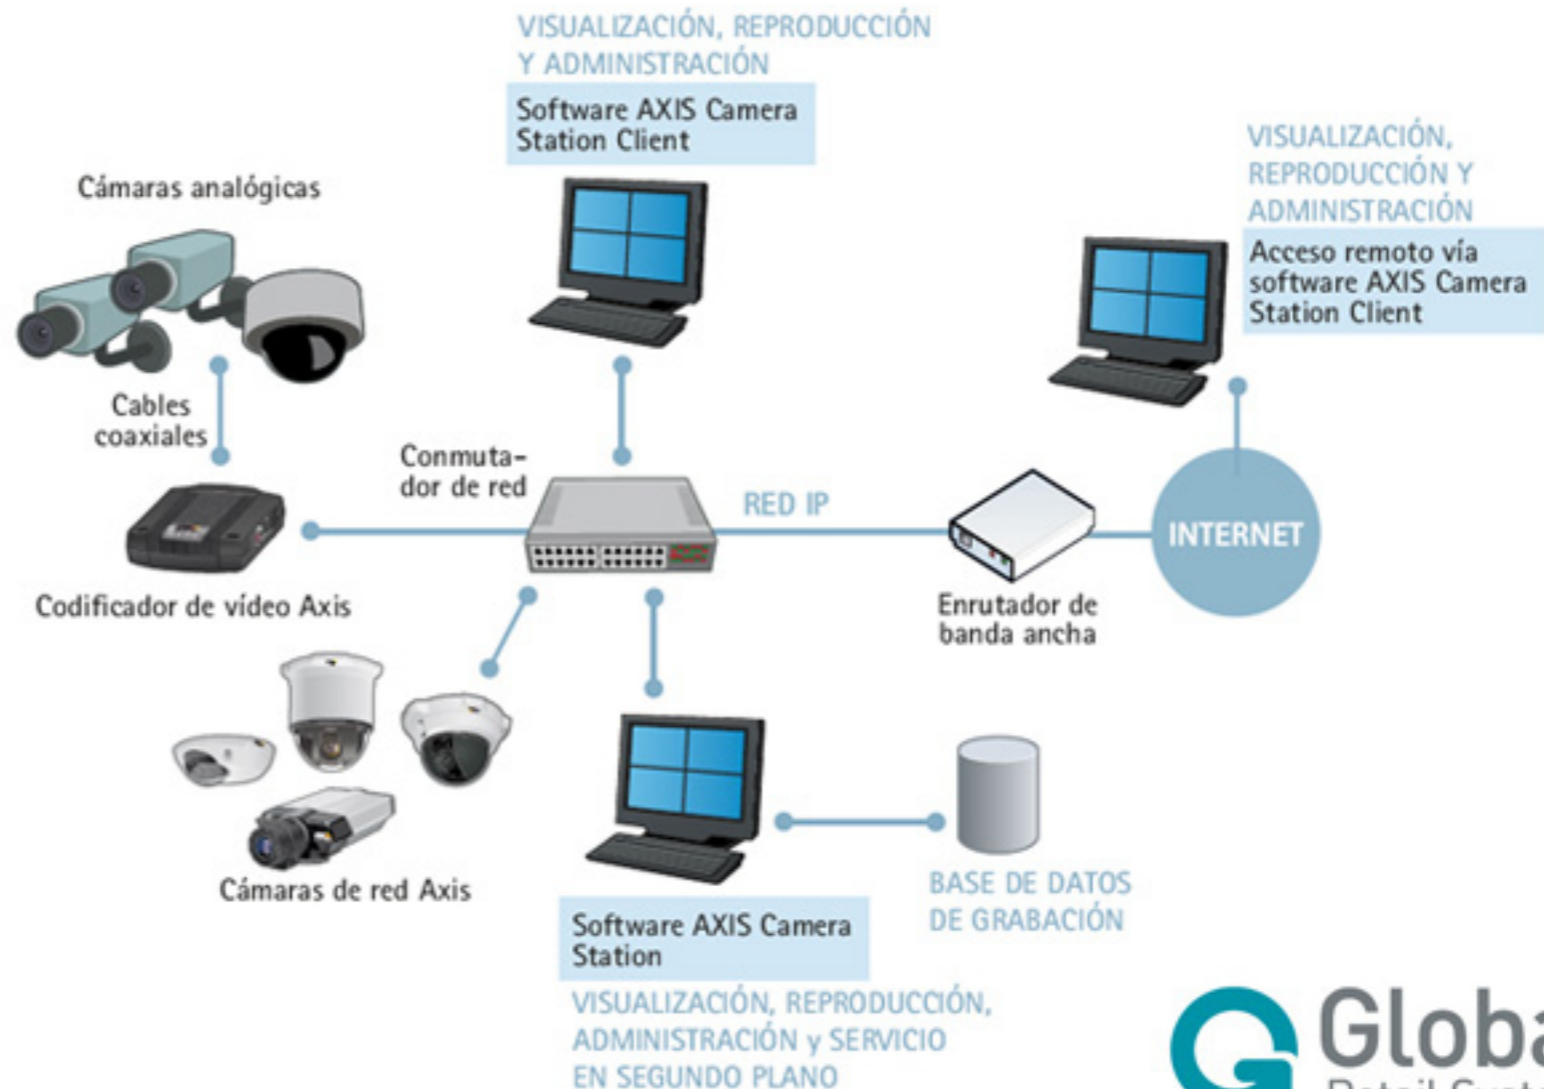 VISUALIZACIÓN, REPRODUCCIÓN
Y ADMINISTRACIÓN
Software AXIS Camera
Station Client
VISUALIZACIÓN,
REPRODUCCIÓN Y
ADMINISTRACIÓN
Acceso remoto vía
software AXIS Camera
Station Client
Cámaras analógicas
Cables
coaxiales
Conmuta-
dor de red
RED IP
INTERNET
Codificador de vídeo Axis
Enrutador de
banda ancha
Cámaras de red Axis
BASE DE DATOS
DE GRABACIÓN
Software AXIS Camera
Station
VISUALIZACIÓN, REPRODUCCIÓN,
ADMINISTRACIÓN y SERVICIO
EN SEGUNDO PLANO
Globa